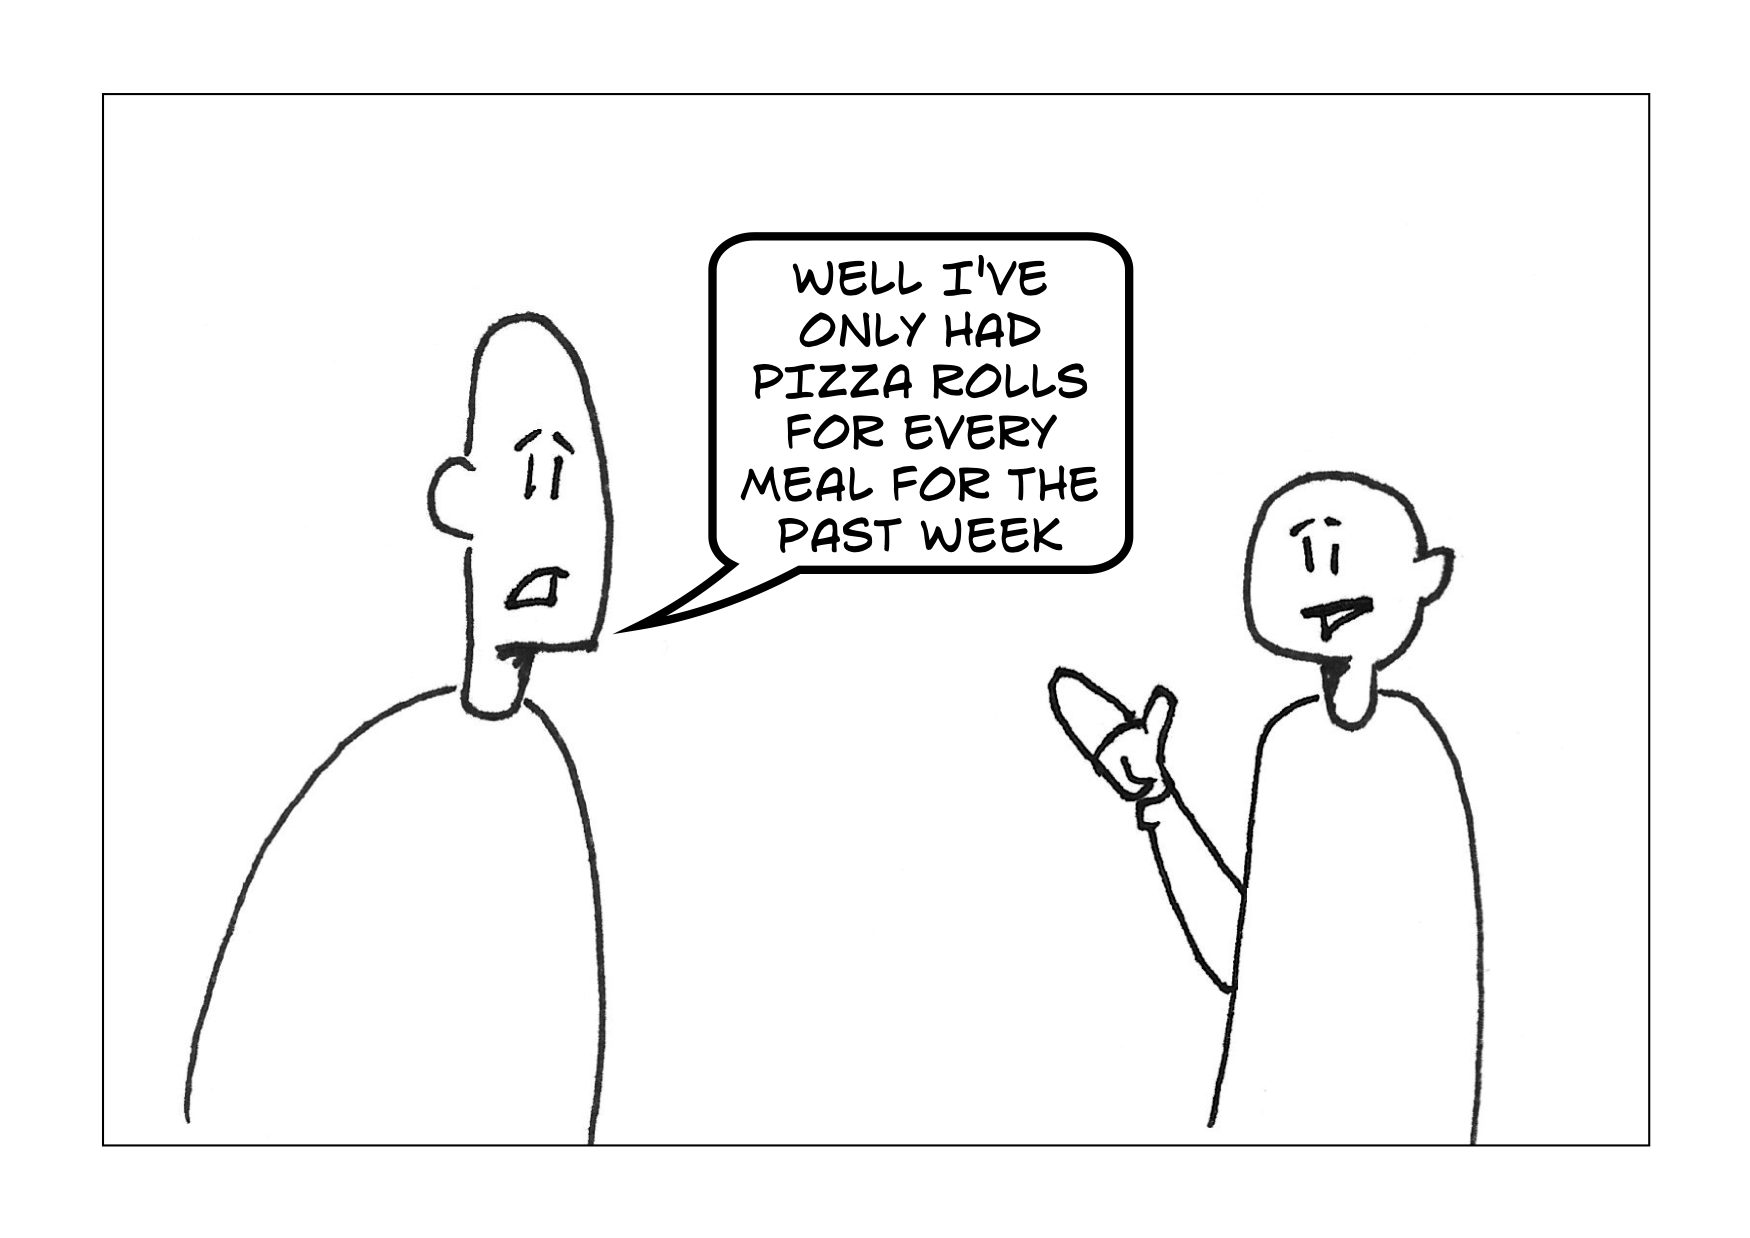 WELL I'VE
ONLY HAD
PIZZA ROLLS
FOR EVERY
MEAL FOR THE
PAST WEEK